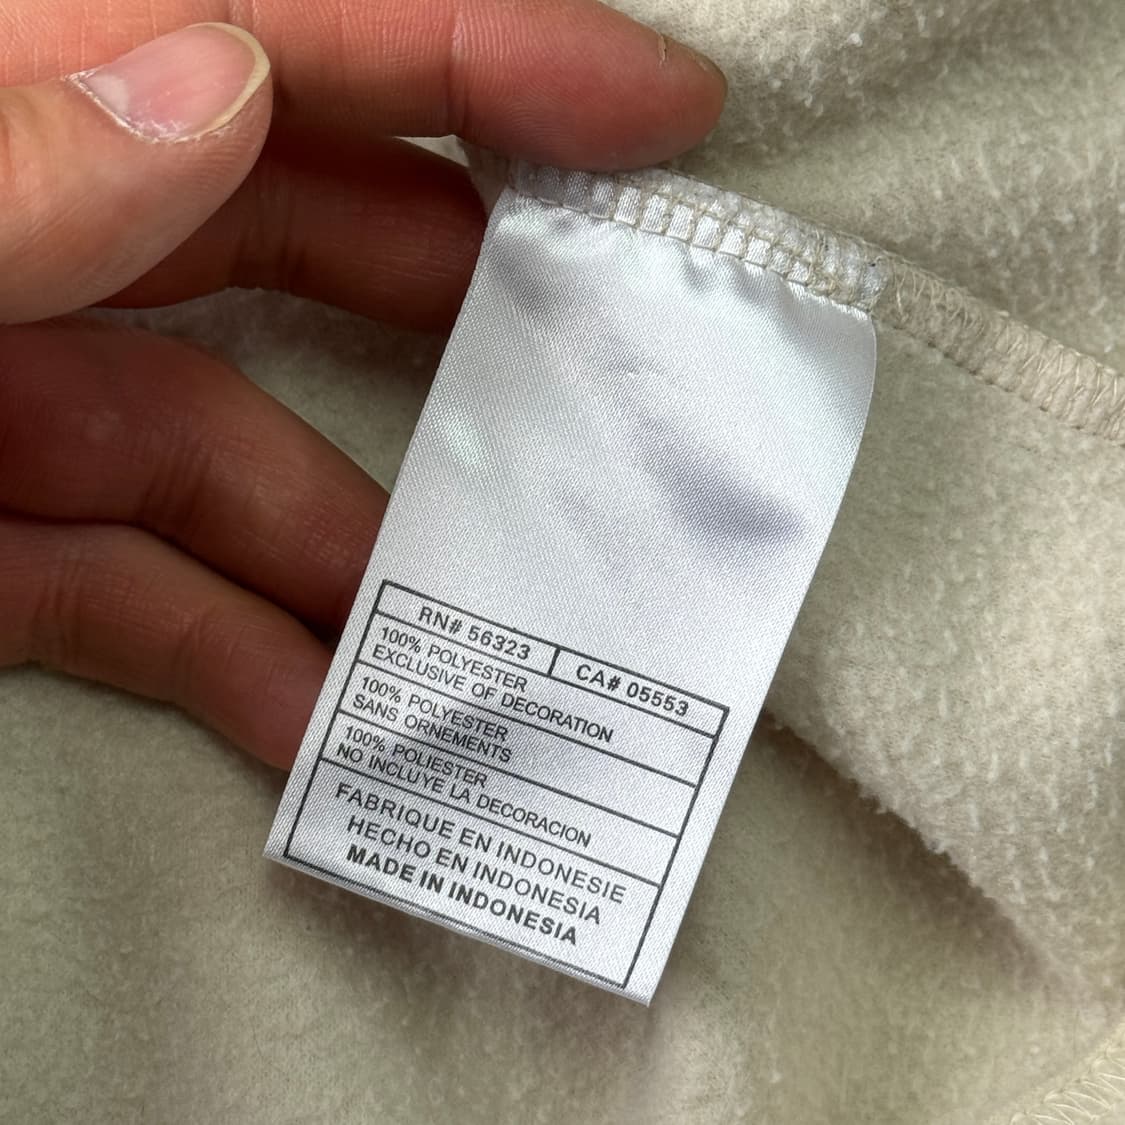 RN# 56323 CA# 05553
100% POLYESTER
EXCLUSIVE OF DECORATION
100% POLYESTER
SANS ORNEMENTS
100% POLIESTER
NO INCLUYE LA DECORACION
FABRIQUE EN INDONESIE
HECHO EN INDONESIA
MADE IN INDONESIA